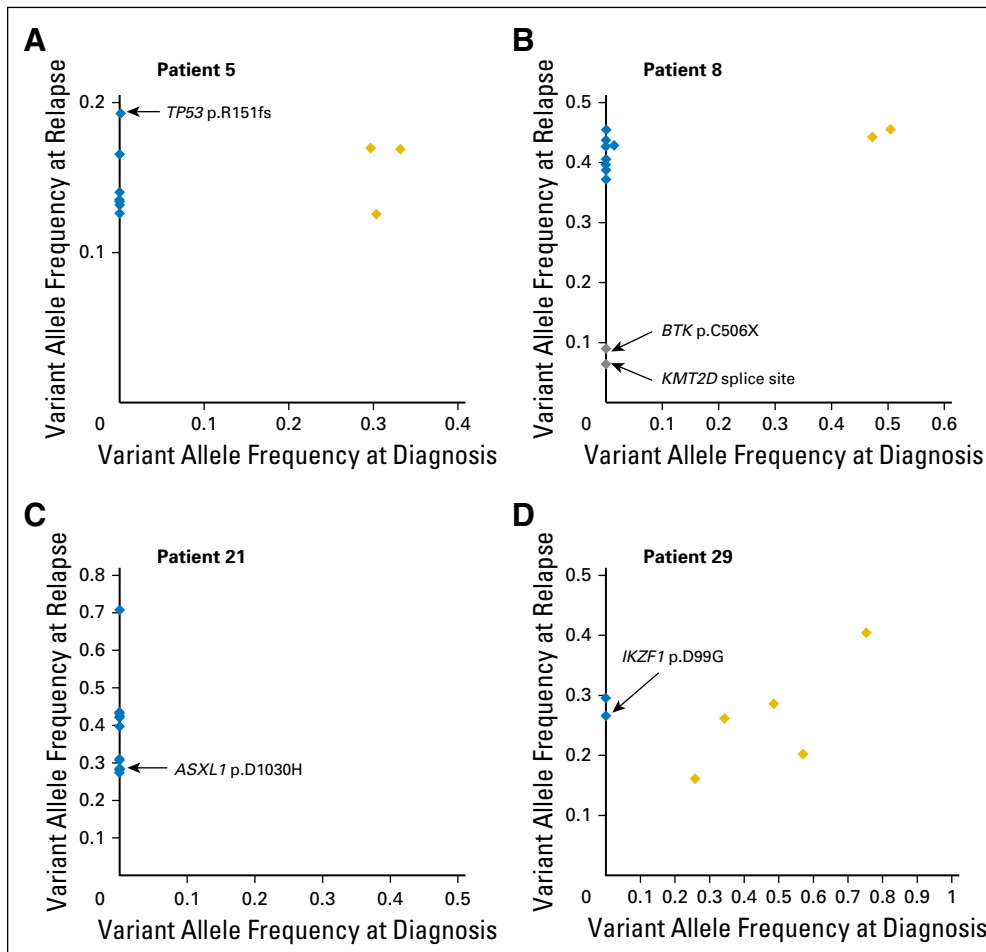 A
Patient 5
Variant Allele Frequency at Relapse
0.2
TP53 p.R151fs
0.1
0 0.1 0.2 0.3 0.4
Variant Allele Frequency at Diagnosis
B
Patient 8
Variant Allele Frequency at Relapse
0.5
0.4
0.3
0.2
0.1
BTK p.C506X
KMT2D splice site
0 0.1 0.2 0.3 0.4 0.5 0.6
Variant Allele Frequency at Diagnosis
C
Patient 21
Variant Allele Frequency at Relapse
0.8
0.7
0.6
0.5
0.4
0.3
ASXL1 p.D1030H
0.2
0.1
0 0.1 0.2 0.3 0.4 0.5
Variant Allele Frequency at Diagnosis
D
Patient 29
Variant Allele Frequency at Relapse
0.5
0.4
IKZF1 p.D99G
0.3
0.2
0.1
0 0.1 0.2 0.3 0.4 0.5 0.6 0.7 0.8 0.9 1
Variant Allele Frequency at Diagnosis